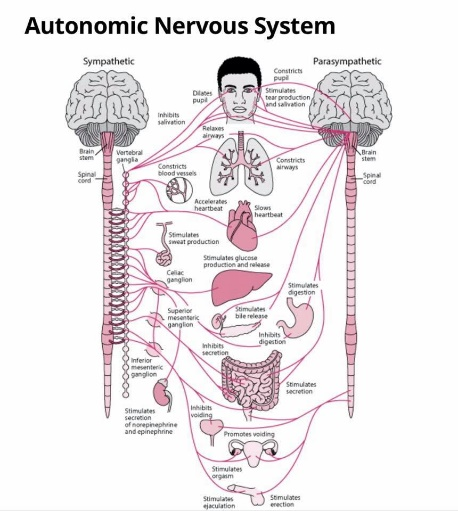 Autonomic Nervous System
Sympathetic
Parasympathetic
Constricts
pupil
Dilates
pupil
Stimulates
tear production
and salivation
Inhibits
salivation
Relaxes
airways
Brain
stem
Vertebral
ganglia
Brain
stem
Constricts
blood vessels
Constricts
airways
Spinal
cord
Spinal
cord
Accelerates
heartbeat
Slows
heartbeat
Stimulates
sweat production
Stimulates glucose
production and release
Celiac
ganglion
Stimulates
digestion
Superior
mesenteric
ganglion
Stimulates
bile release
Inhibits
digestion
Inhibits
secretion
Inferior
mesenteric
ganglion
Stimulates
secretion
Stimulates
secretion
of norepinephrine
and epinephrine
Inhibits
voiding
Promotes voiding
Stimulates
orgasm
Stimulates
ejaculation
Stimulates
erection